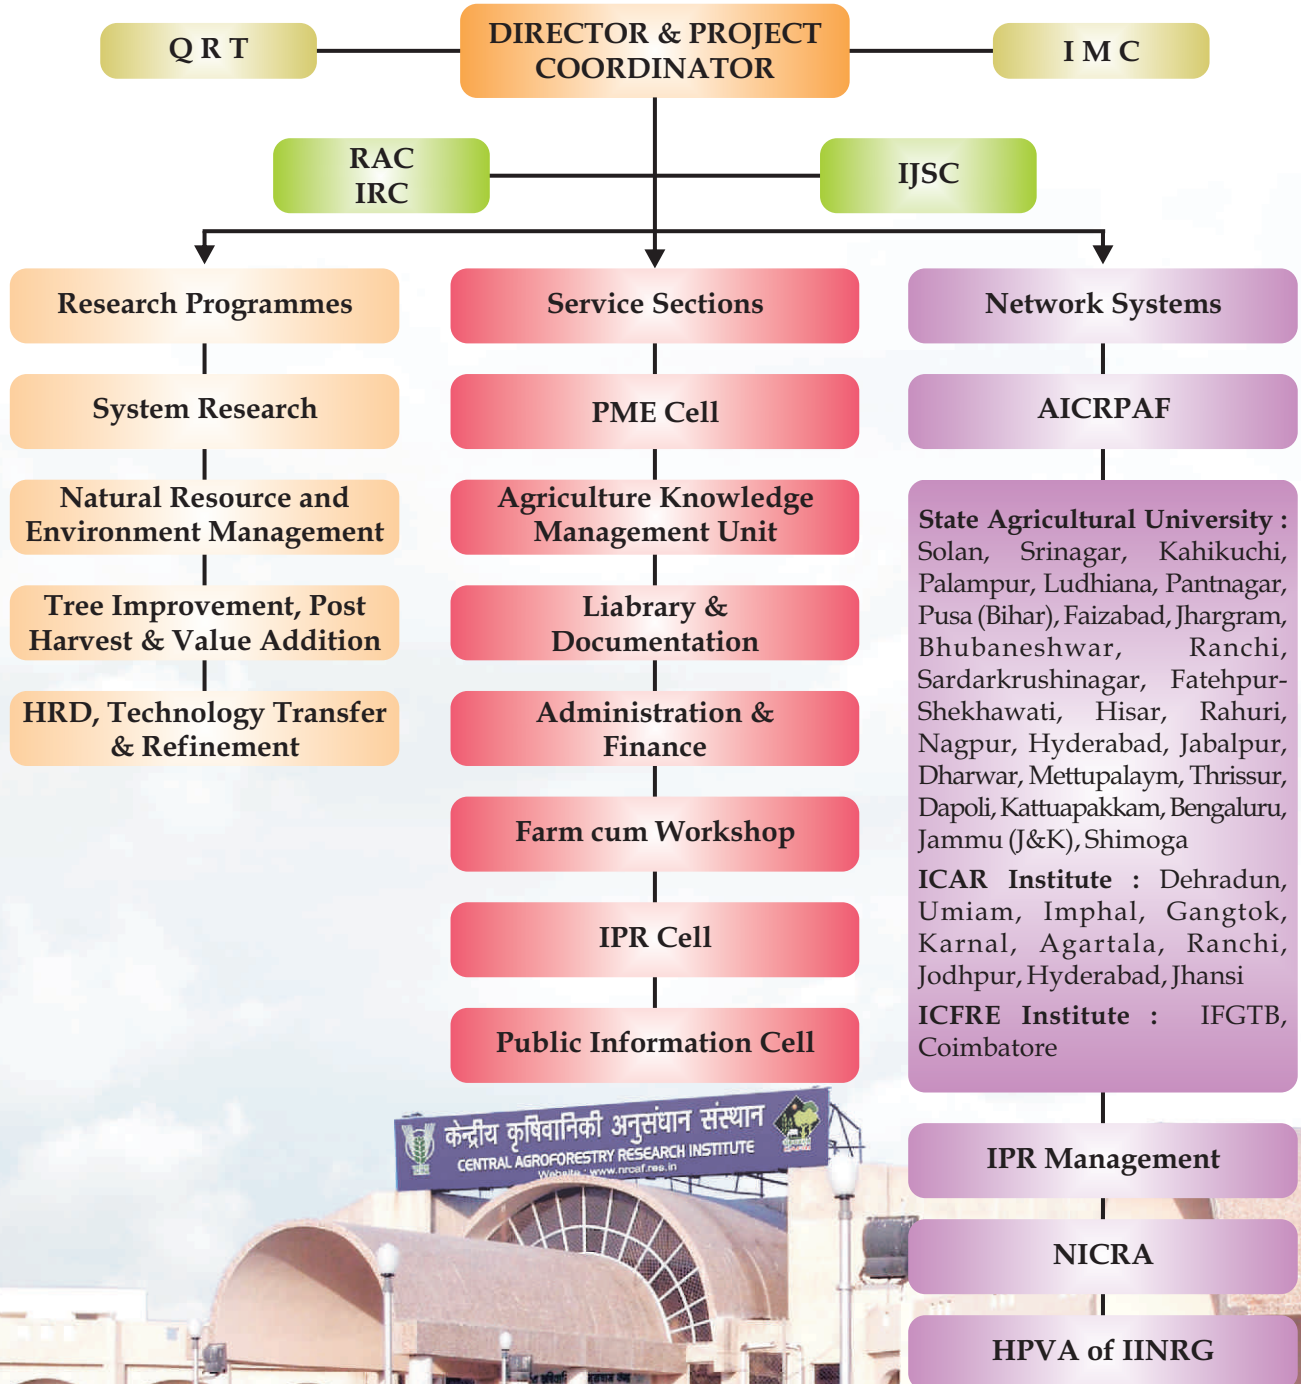 Q R T
DIRECTOR & PROJECT
COORDINATOR
I M C
RAC
IRC
IJSC
Research Programmes
System Research
Natural Resource and
Environment Management
Tree Improvement, Post
Harvest & Value Addition
HRD, Technology Transfer
& Refinement
Service Sections
PME Cell
Agriculture Knowledge
Management Unit
Liabrary &
Documentation
Administration &
Finance
Farm cum Workshop
IPR Cell
Public Information Cell
Network Systems
AICRPAF
State Agricultural University :
Solan, Srinagar, Kahikuchi,
Palampur, Ludhiana, Pantnagar,
Pusa (Bihar), Faizabad, Jhargram,
Bhubaneshwar, Ranchi,
Sardarkrushinagar, Fatehpur-
Shekhawati, Hisar, Rahuri,
Nagpur, Hyderabad, Jabalpur,
Dharwar, Mettupalaym, Thrissur,
Dapoli, Kattuapakkam, Bengaluru,
Jammu (J&K), Shimoga
ICAR Institute : Dehradun,
Umiam, Imphal, Gangtok,
Karnal, Agartala, Ranchi,
Jodhpur, Hyderabad, Jhansi
ICFRE Institute : IFGTB,
Coimbatore
IPR Management
NICRA
HPVA of IINRG
केन्द्रीय कृषिवानिकी अनुसंधान संस्थान
CENTRAL AGROFORESTRY RESEARCH INSTITUTE
Website : www.nrcaf.res.in